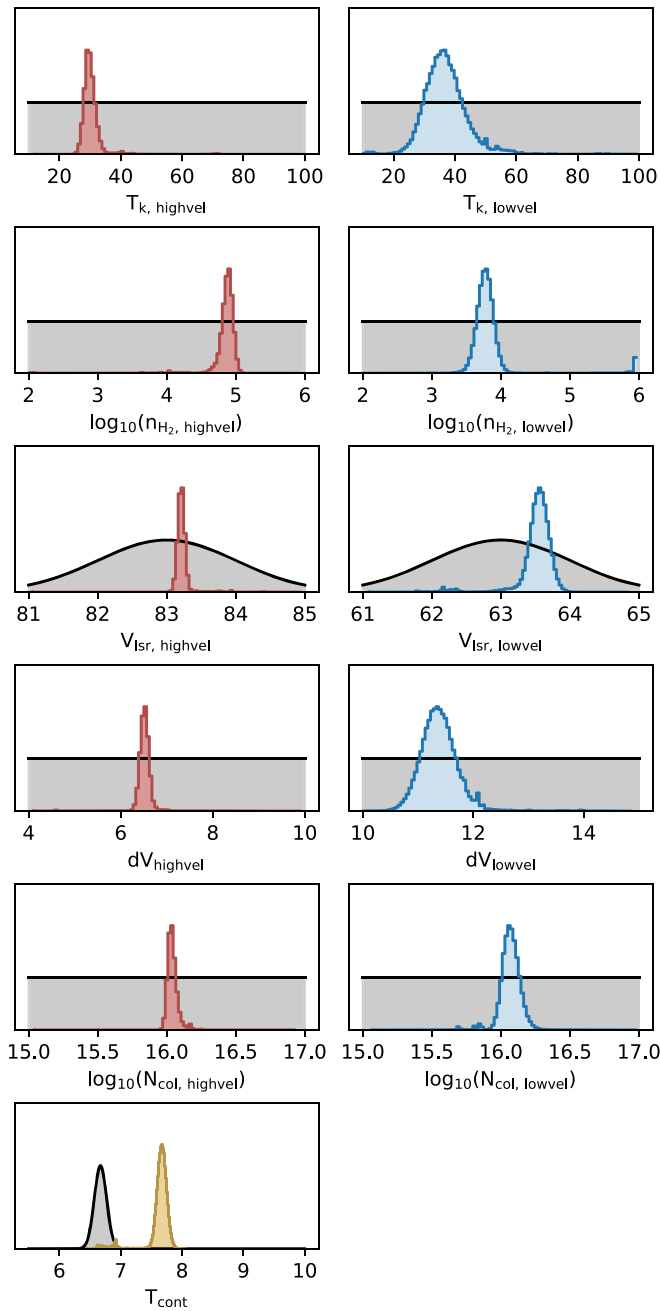 20 40 60 80 100 20 40 60 80 100
T_k, highvel T_k, lowvel
2 3 4 5 6 2 3 4 5 6
log₁₀(n_H₂, highvel) log₁₀(n_H₂, lowvel)
81 82 83 84 85 61 62 63 64 65
V_lsr, highvel V_lsr, lowvel
4 6 8 10 10 12 14
dV_highvel dV_lowvel
15.0 15.5 16.0 16.5 17.0 15.0 15.5 16.0 16.5 17.0
log₁₀(N_col, highvel) log₁₀(N_col, lowvel)
6 7 8 9 10
T_cont